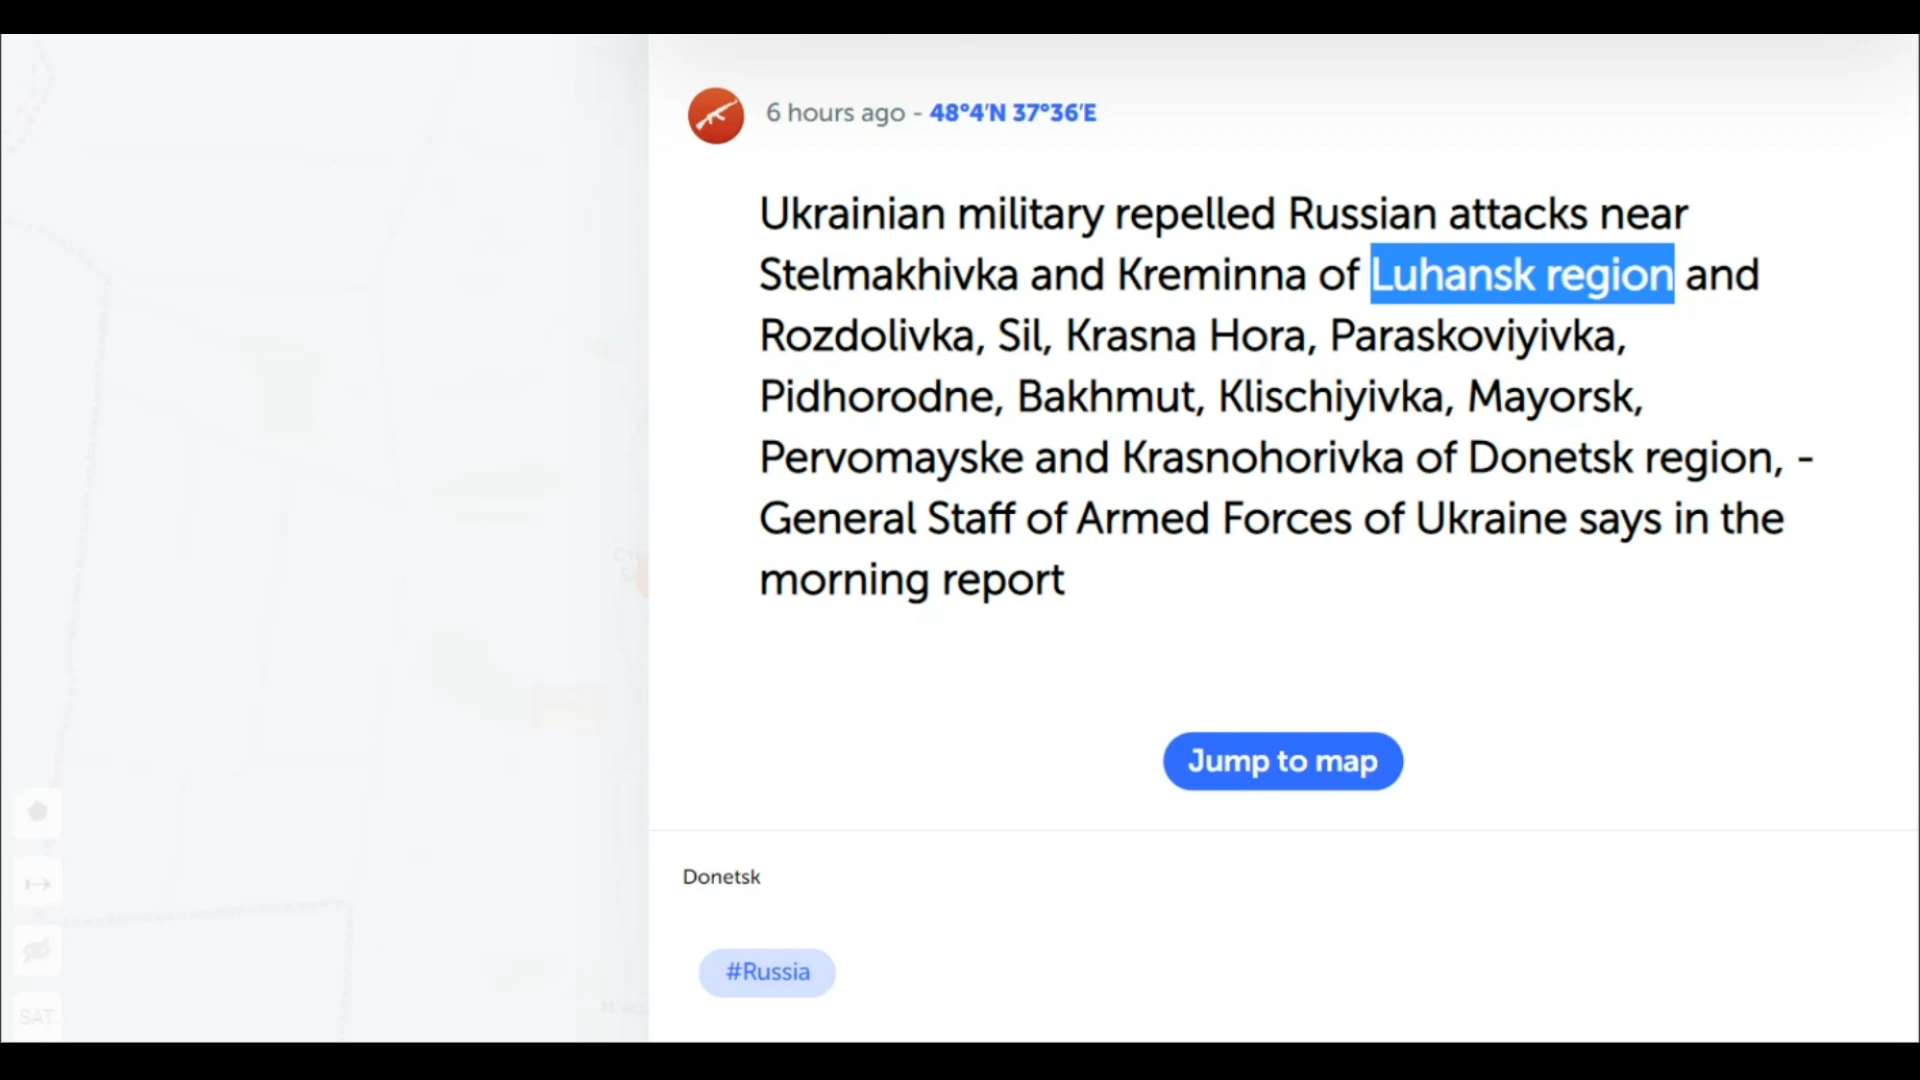 6 hours ago - 48°4′N 37°36′E
Ukrainian military repelled Russian attacks near
Stelmakhivka and Kreminna of Luhansk region and
Rozdolivka, Sil, Krasna Hora, Paraskoviyivka,
Pidhorodne, Bakhmut, Klischiyivka, Mayorsk,
Pervomayske and Krasnohorivka of Donetsk region, -
General Staff of Armed Forces of Ukraine says in the
morning report
Jump to map
Donetsk
#Russia
SAT